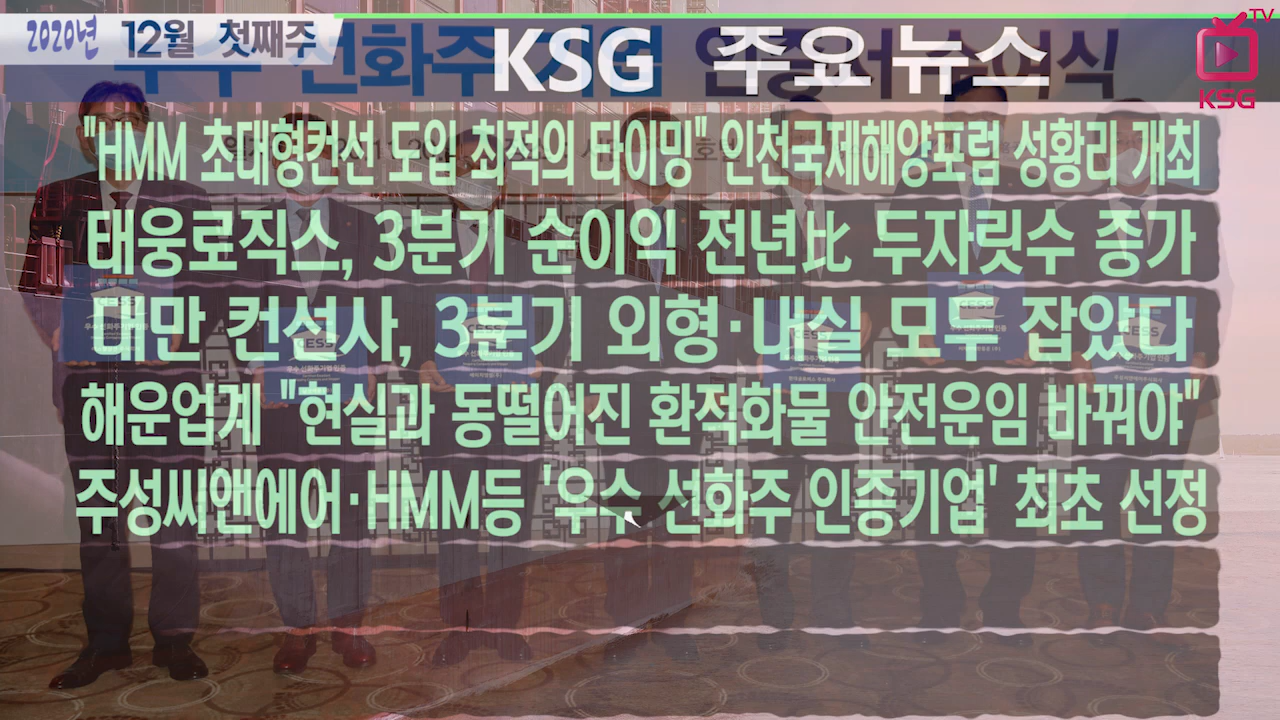 2020년 12월 첫째주
KSG 주요 뉴스
TV
KSG
"HMM 초대형컨선 도입 최적의 타이밍" 인천국제해양포럼 성황리 개최
태웅로직스, 3분기 순이익 전년比 두자릿수 증가
대만 컨선사, 3분기 외형·내실 모두 잡았다
해운업계 "현실과 동떨어진 환적화물 안전운임 바꿔야"
주성씨앤에어·HMM등 '우수 선화주 인증기업' 최초 선정
CESS
CESS
CESS
CESS